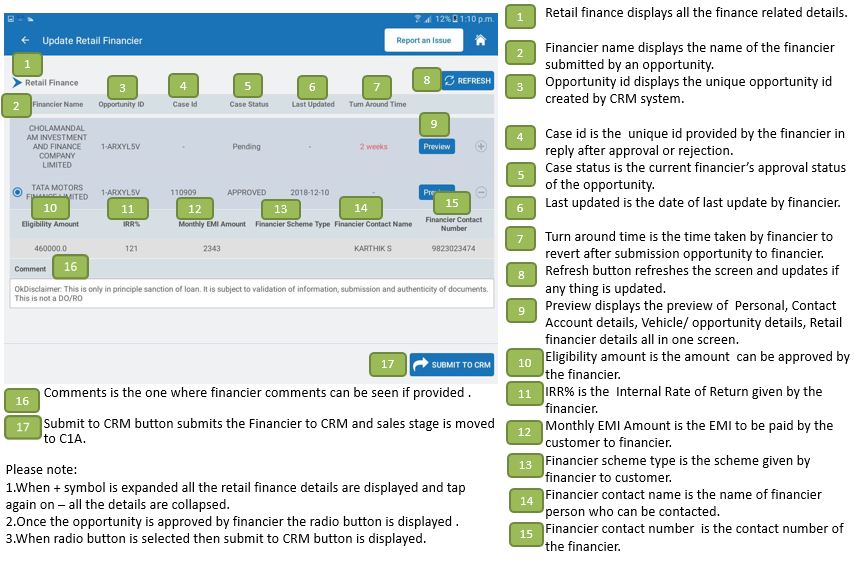 12% 1:10 p.m.
← Update Retail Financier
Report an Issue
1
Retail Finance
8
REFRESH
2
3
4
5
6
7
Financier Name Opportunity ID Case Id Case Status Last Updated Turn Around Time
9
CHOLAMANDAL
AM INVESTMENT
AND FINANCE
COMPANY
LIMITED
1-ARXYL5V - Pending - 2 weeks Preview
TATA MOTORS
LIMITED
1-ARXYL5V 110909 APPROVED 2018-12-10 -
10
11
12
13
14
15
Eligibility Amount IRR% Monthly EMI Amount Financier Scheme Type Financier Contact Name Financier Contact
Number
460000.0 121 2343 KARTHIK S 9823023474
Comment
16
OkDisclaimer: This is only in principle sanction of loan. It is subject to validation of information, submission and authenticity of documents.
This is not a DO/RO
17
SUBMIT TO CRM
16 Comments is the one where financier comments can be seen if provided .
17 Submit to CRM button submits the Financier to CRM and sales stage is moved
to C1A.
Please note:
1.When + symbol is expanded all the retail finance details are displayed and tap
again on – all the details are collapsed.
2.Once the opportunity is approved by financier the radio button is displayed .
3.When radio button is selected then submit to CRM button is displayed.
1 Retail finance displays all the finance related details.
2 Financier name displays the name of the financier
submitted by an opportunity.
3 Opportunity id displays the unique opportunity id
created by CRM system.
4 Case id is the unique id provided by the financier in
reply after approval or rejection.
5 Case status is the current financier's approval status
of the opportunity.
6 Last updated is the date of last update by financier.
7 Turn around time is the time taken by financier to
revert after submission opportunity to financier.
8 Refresh button refreshes the screen and updates if
any thing is updated.
9 Preview displays the preview of Personal, Contact
Account details, Vehicle/ opportunity details, Retail
financier details all in one screen.
10 Eligibility amount is the amount can be approved by
the financier.
11 IRR% is the Internal Rate of Return given by the
financier.
12 Monthly EMI Amount is the EMI to be paid by the
customer to financier.
13 Financier scheme type is the scheme given by
financier to customer.
14 Financier contact name is the name of financier
person who can be contacted.
15 Financier contact number is the contact number of
the financier.